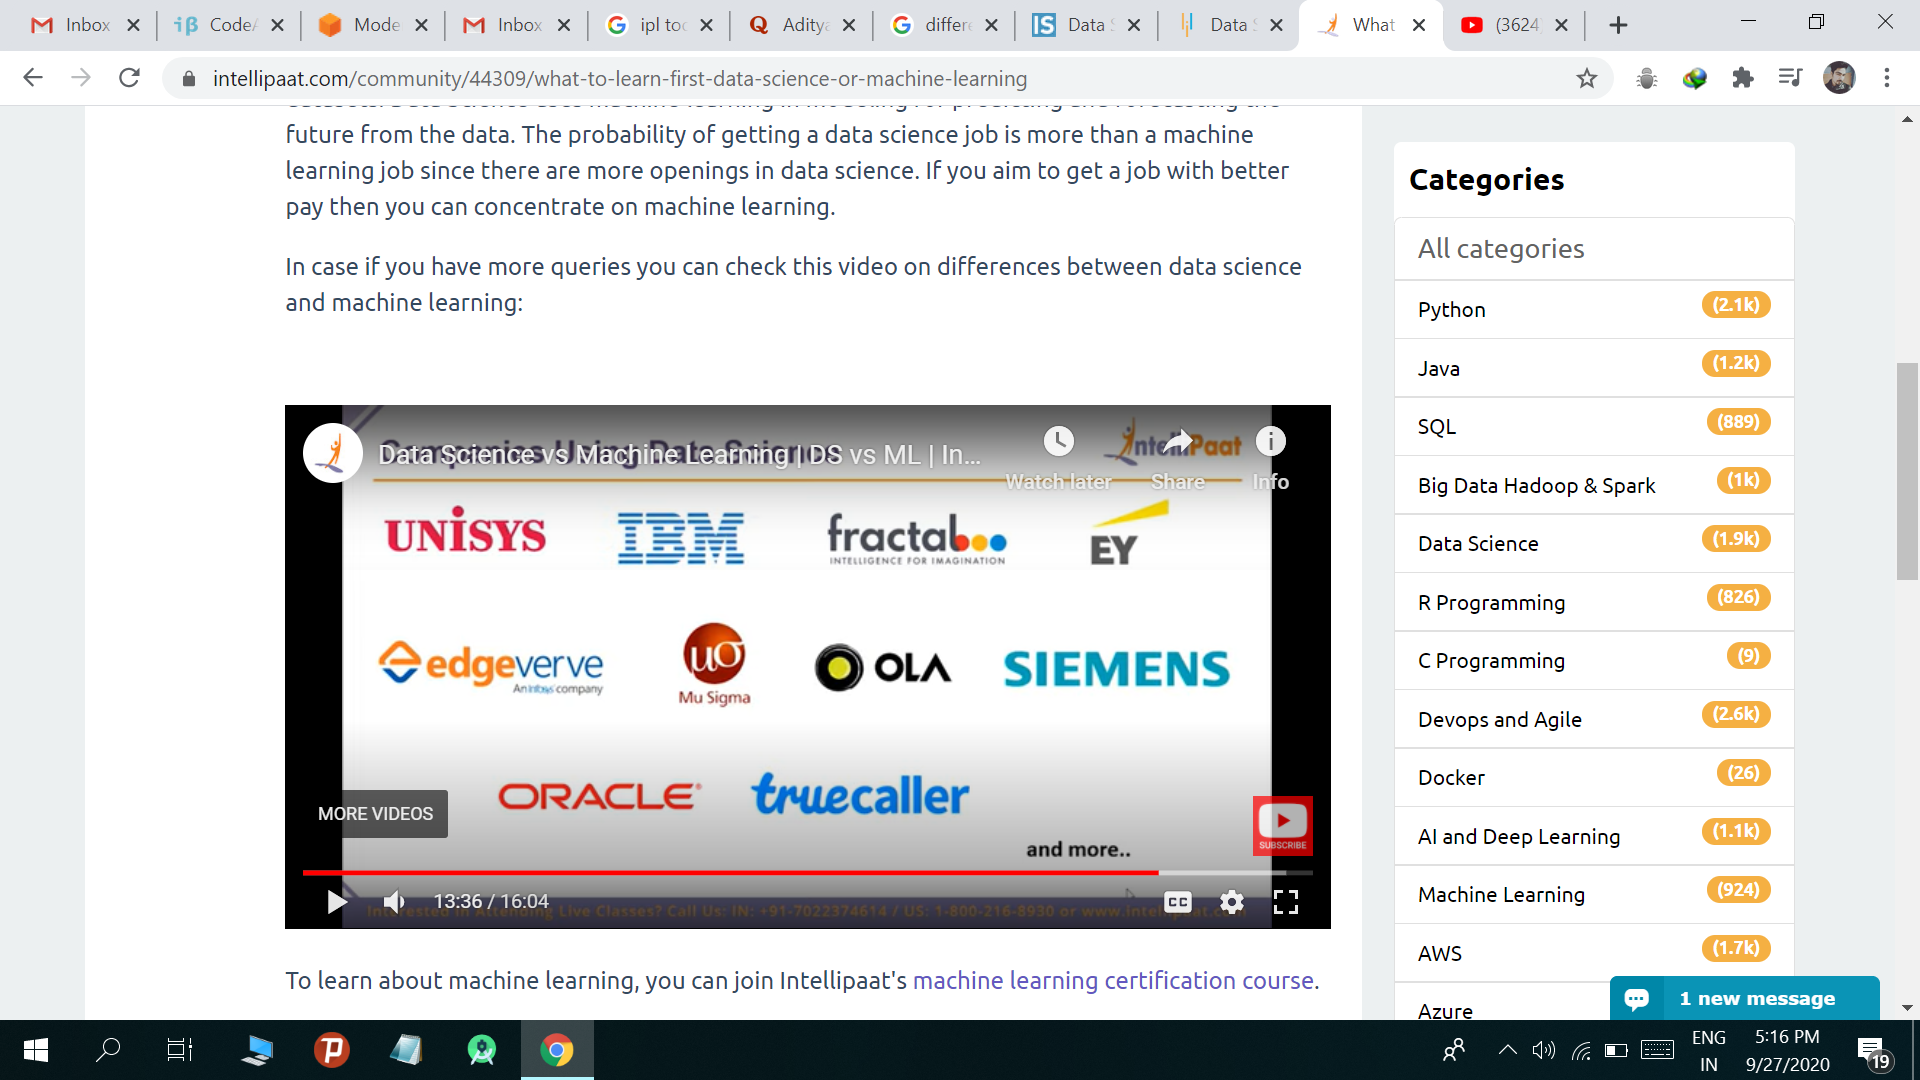 Inbox
Code
Mode
Inbox
ipl too
Aditya
differe
Data S
Data S
What
(3624
intellipaat.com/community/44309/what-to-learn-first-data-science-or-machine-learning
future from the data. The probability of getting a data science job is more than a machine
learning job since there are more openings in data science. If you aim to get a job with better
pay then you can concentrate on machine learning.
In case if you have more queries you can check this video on differences between data science
and machine learning:
Companies Using Data Science
Data Science vs Machine Learning | DS vs ML | In...
Watch later
Share
Info
IntelliPaat
UNiSYS
IBM
fractal
INTELLIGENCE FOR IMAGINATION
EY
edgeverve
An Infosys company
Mu Sigma
OLA
SIEMENS
ORACLE
truecaller
MORE VIDEOS
SUBSCRIBE
and more..
13:36 / 16:04
CC
Interested in Attending Live Classes? Call Us: IN: +91-7022374614 / US: 1-800-216-8930 or www.intellipaat.com
To learn about machine learning, you can join Intellipaat's machine learning certification course.
Categories
All categories
Python (2.1k)
Java (1.2k)
SQL (889)
Big Data Hadoop & Spark (1k)
Data Science (1.9k)
R Programming (826)
C Programming (9)
Devops and Agile (2.6k)
Docker (26)
AI and Deep Learning (1.1k)
Machine Learning (924)
AWS (1.7k)
Azure
1 new message
ENG
IN
5:16 PM
9/27/2020
19